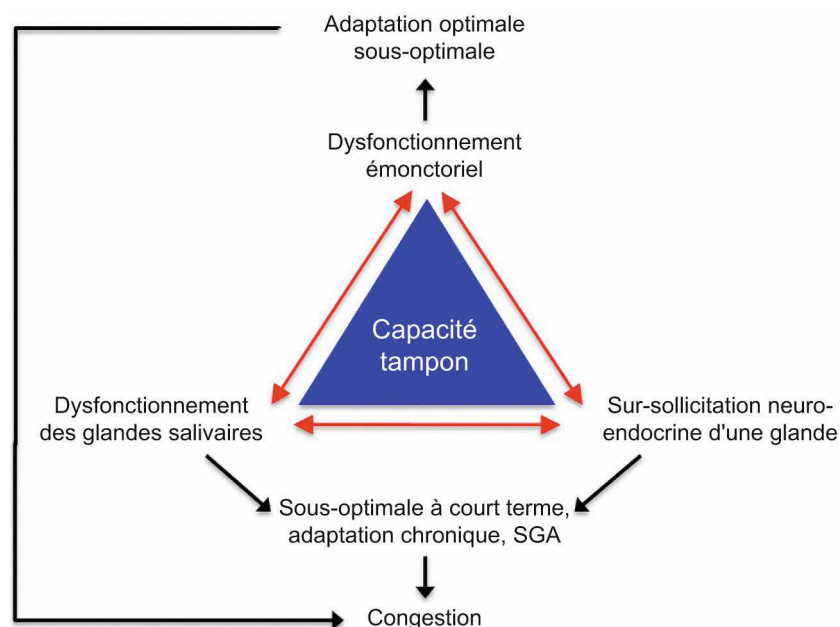 Adaptation optimale
sous-optimale
Dysfonctionnement
émonctoriel
Capacité
tampon
Dysfonctionnement
des glandes salivaires
Sur-sollicitation neuro-
endocrine d'une glande
Sous-optimale à court terme,
adaptation chronique, SGA
Congestion